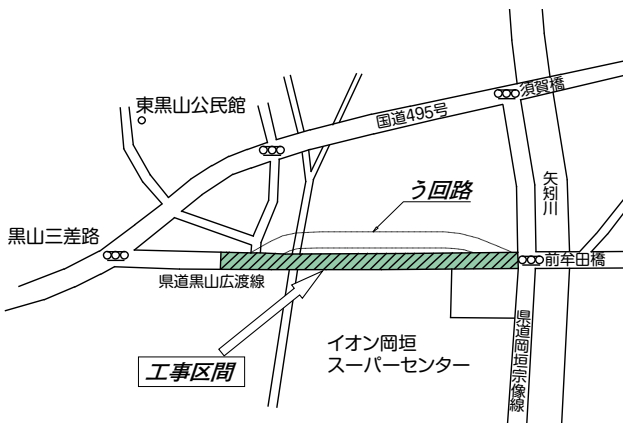 須賀橋
東黒山公民館
国道495号
矢矧川
う回路
黒山三差路
前牟田橋
県道黒山広渡線
県道岡垣宗像線
イオン岡垣
スーパーセンター
工事区間